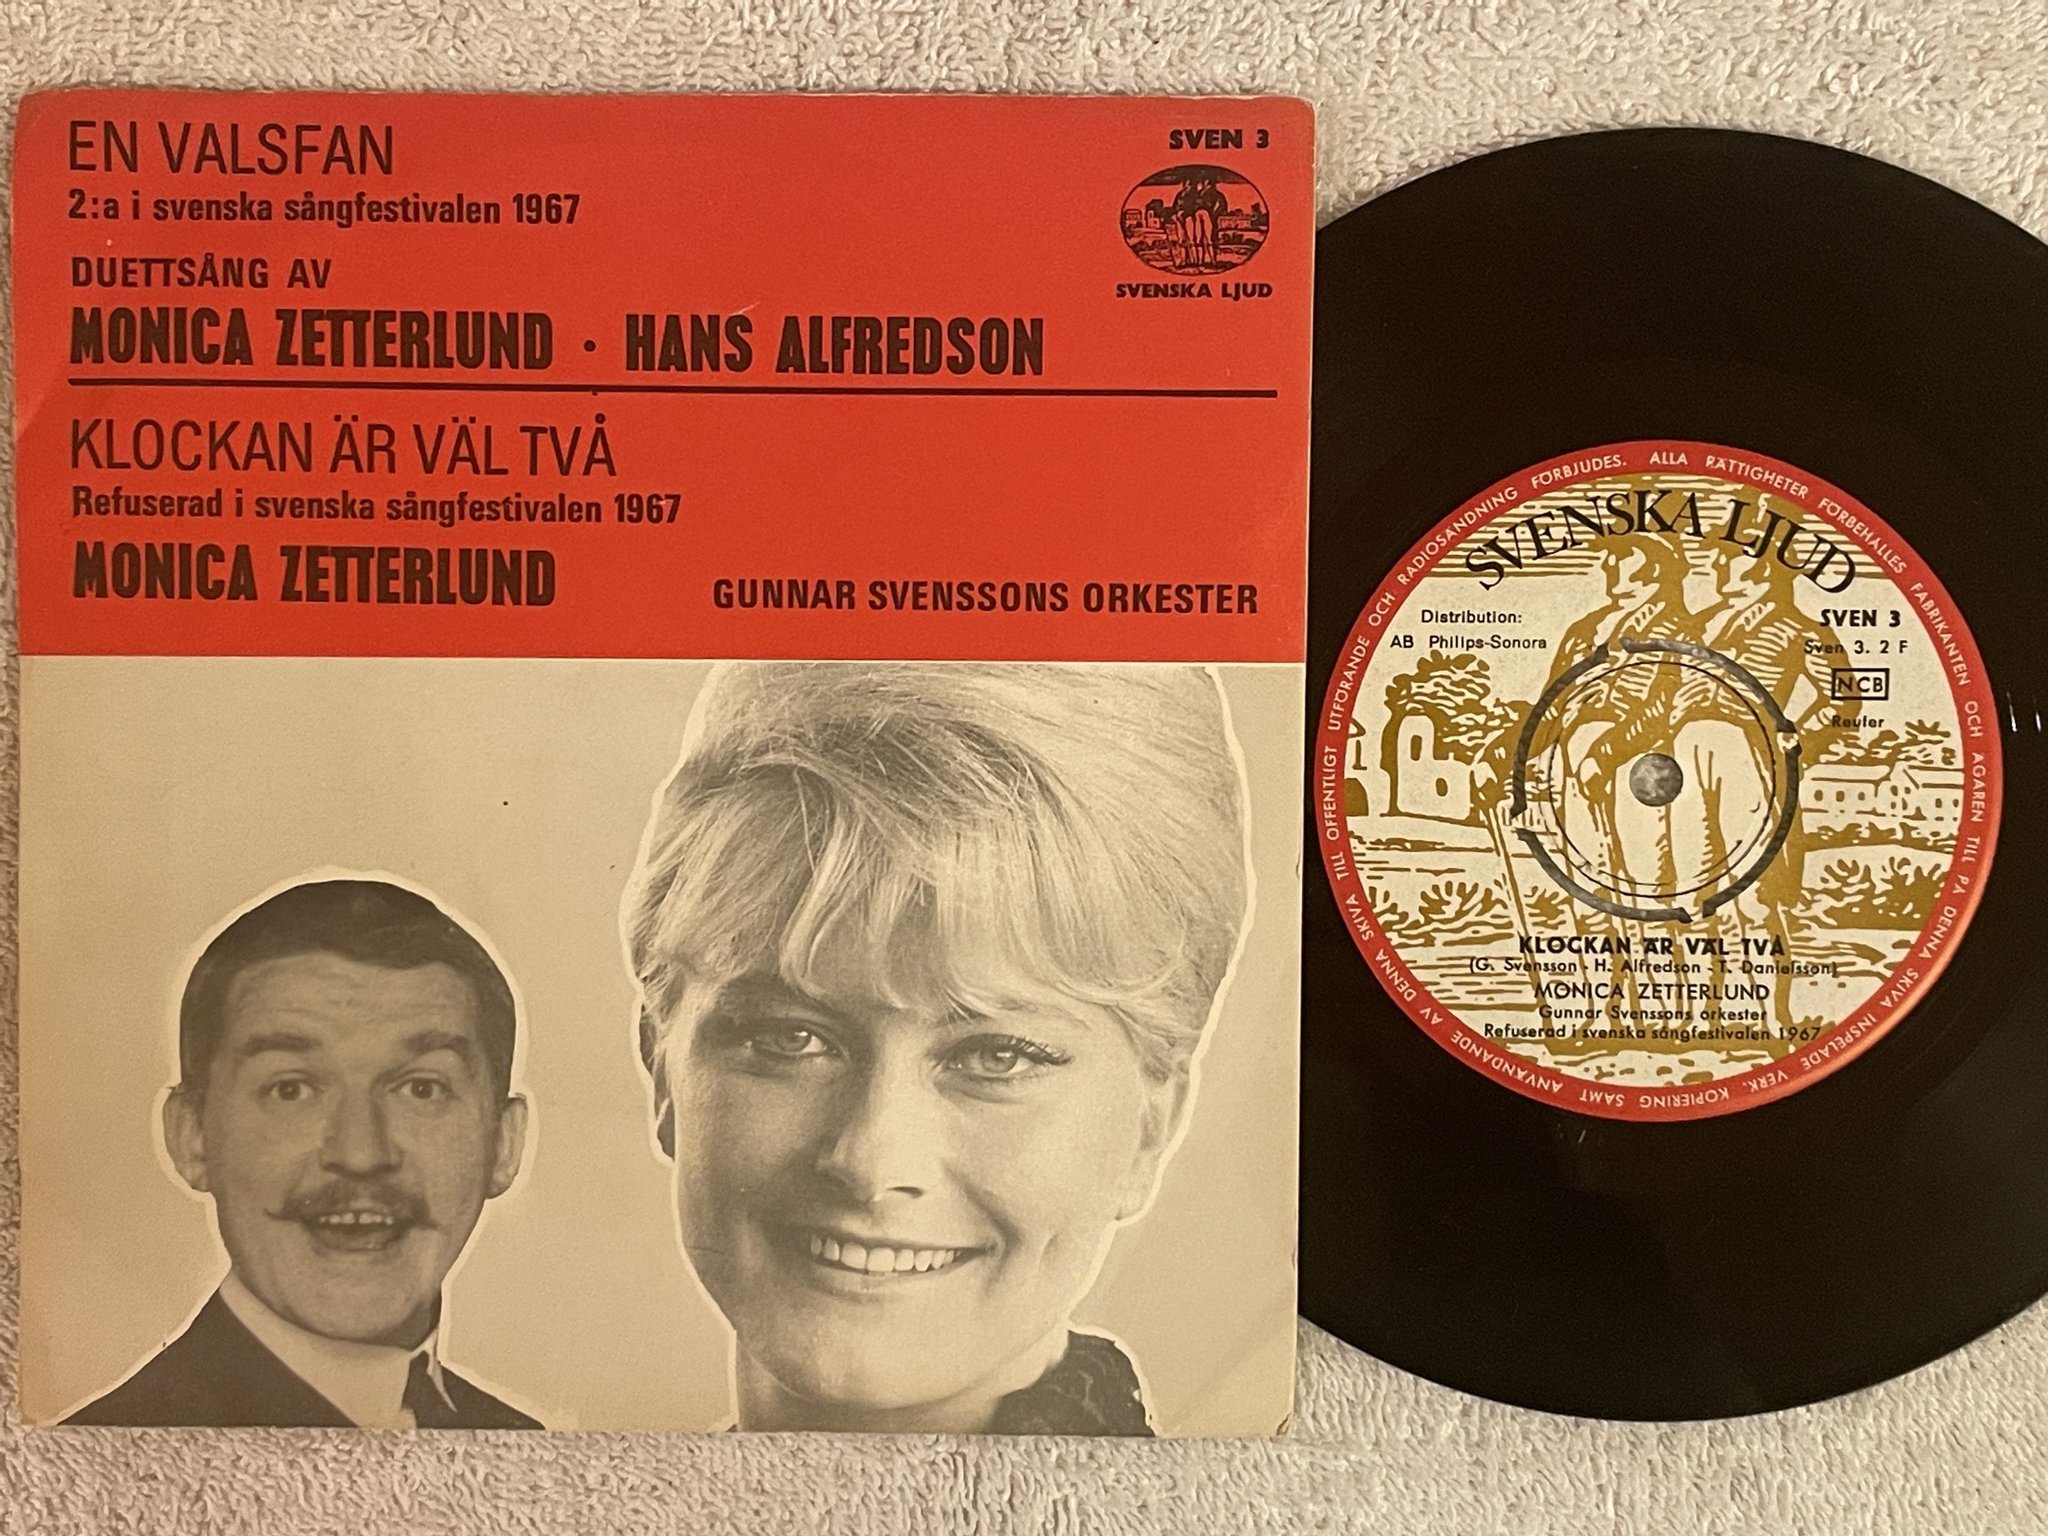 EN VALSFAN
2:a i svenska sångfestivalen 1967
DUETTSÅNG AV
MONICA ZETTERLUND · HANS ALFREDSON
SVEN 3
SVENSKA LJUD
KLOCKAN ÄR VÄL TVÅ
Refuserad i svenska sångfestivalen 1967
MONICA ZETTERLUND
GUNNAR SVENSSONS ORKESTER
SVENSKA LJUD
Distribution:
AB Philips-Sonora
SVEN 3
Sven 3. 2 F
NCB
Reufer
KLOCKAN ÄR VÄL TVÅ
(G. Svensson - H. Alfredson - T. Danielsson)
MONICA ZETTERLUND
Gunnar Svenssons orkester
Refuserad i svenska sångfestivalen 1967
ALLA RÄTTIGHETER FÖRBEHÅLLES FABRIKANTEN OCH ÄGAREN TILL PÅ DENNA SKIVA INSPELADE VERK. KOPIERING SAMT ANVÄNDANDE AV DENNA SKIVA TILL OFFENTLIGT UTFÖRANDE OCH RADIOSÄNDNING FÖRBJUDES.